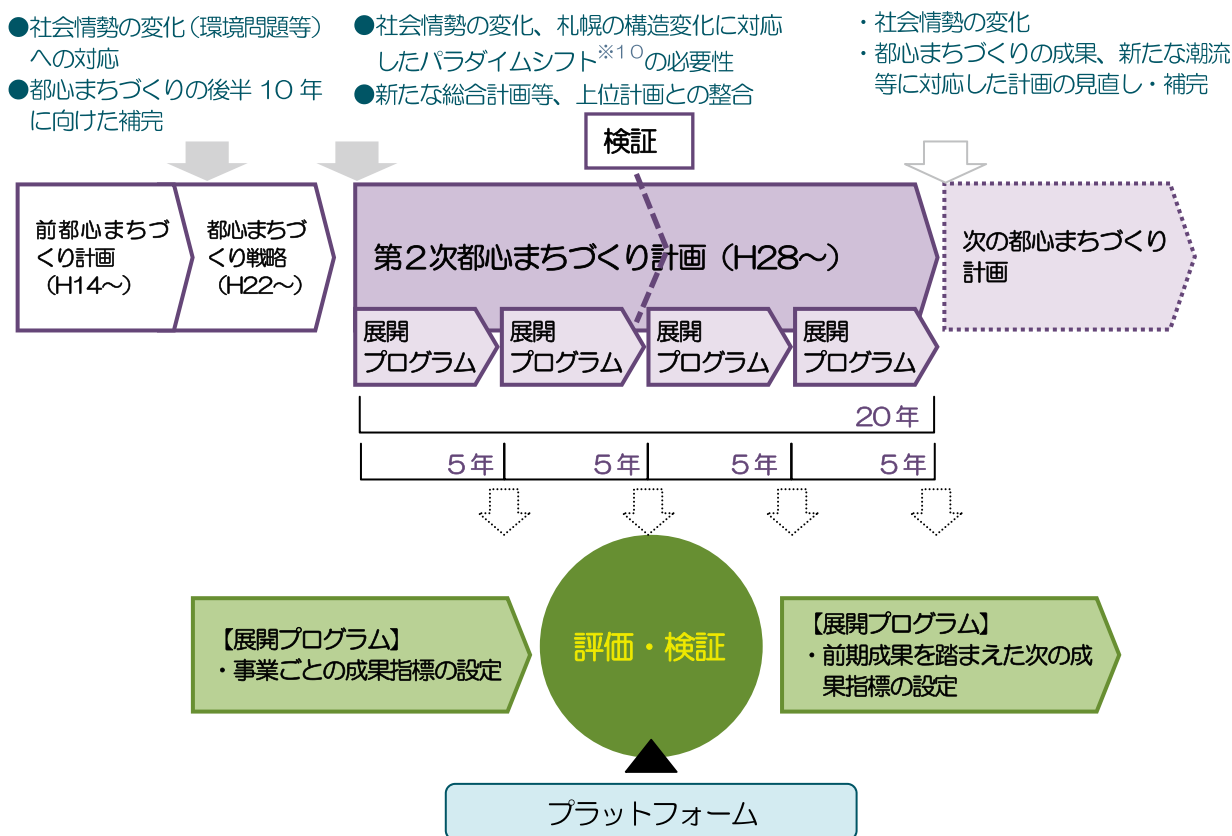 ●社会情勢の変化（環境問題等）
への対応
●都心まちづくりの後半 10 年
に向けた補完
●社会情勢の変化、札幌の構造変化に対応
したパラダイムシフト※10の必要性
●新たな総合計画等、上位計画との整合
・社会情勢の変化
・都心まちづくりの成果、新たな潮流
等に対応した計画の見直し・補完
検証
前都心まちづ
くり計画
（H14～）
都心まちづ
くり戦略
（H22～）
第2次都心まちづくり計画（H28～）
次の都心まちづくり
計画
展開
プログラム
展開
プログラム
展開
プログラム
展開
プログラム
20 年
5 年
5 年
5 年
5 年
【展開プログラム】
・事業ごとの成果指標の設定
評価・検証
【展開プログラム】
・前期成果を踏まえた次の成
果指標の設定
プラットフォーム